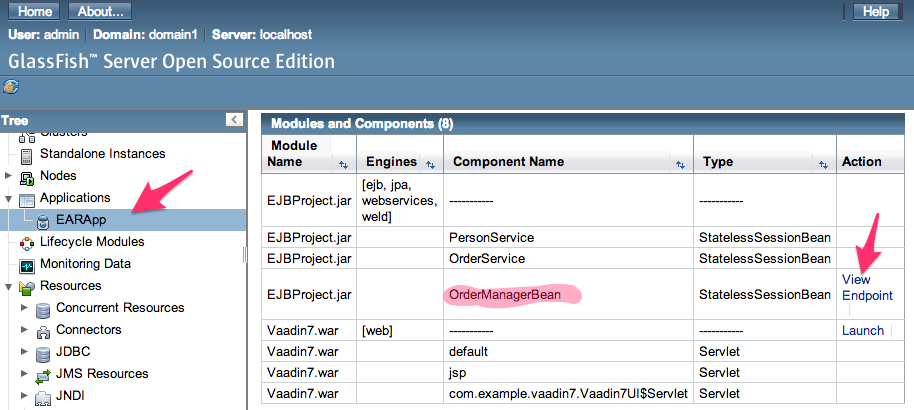 Home About... Help
User: admin Domain: domain1 Server: localhost
GlassFish™ Server Open Source Edition
Tree
Clusters
Standalone Instances
Nodes
Applications
EARApp
Lifecycle Modules
Monitoring Data
Resources
Concurrent Resources
Connectors
JDBC
JMS Resources
JNDI
Modules and Components (8)
Module Name Engines Component Name Type Action
EJBProject.jar [ejb, jpa, webservices, weld] ----------- -----------
EJBProject.jar PersonService StatelessSessionBean
EJBProject.jar OrderService StatelessSessionBean
EJBProject.jar OrderManagerBean StatelessSessionBean View Endpoint
Vaadin7.war [web] ----------- ----------- Launch
Vaadin7.war default Servlet
Vaadin7.war jsp Servlet
Vaadin7.war com.example.vaadin7.Vaadin7UI$Servlet Servlet